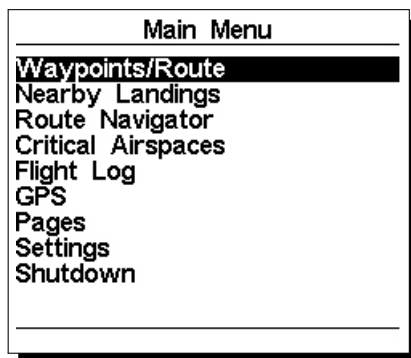 Main Menu
Waypoints/Route
Nearby Landings
Route Navigator
Critical Airspaces
Flight Log
GPS
Pages
Settings
Shutdown